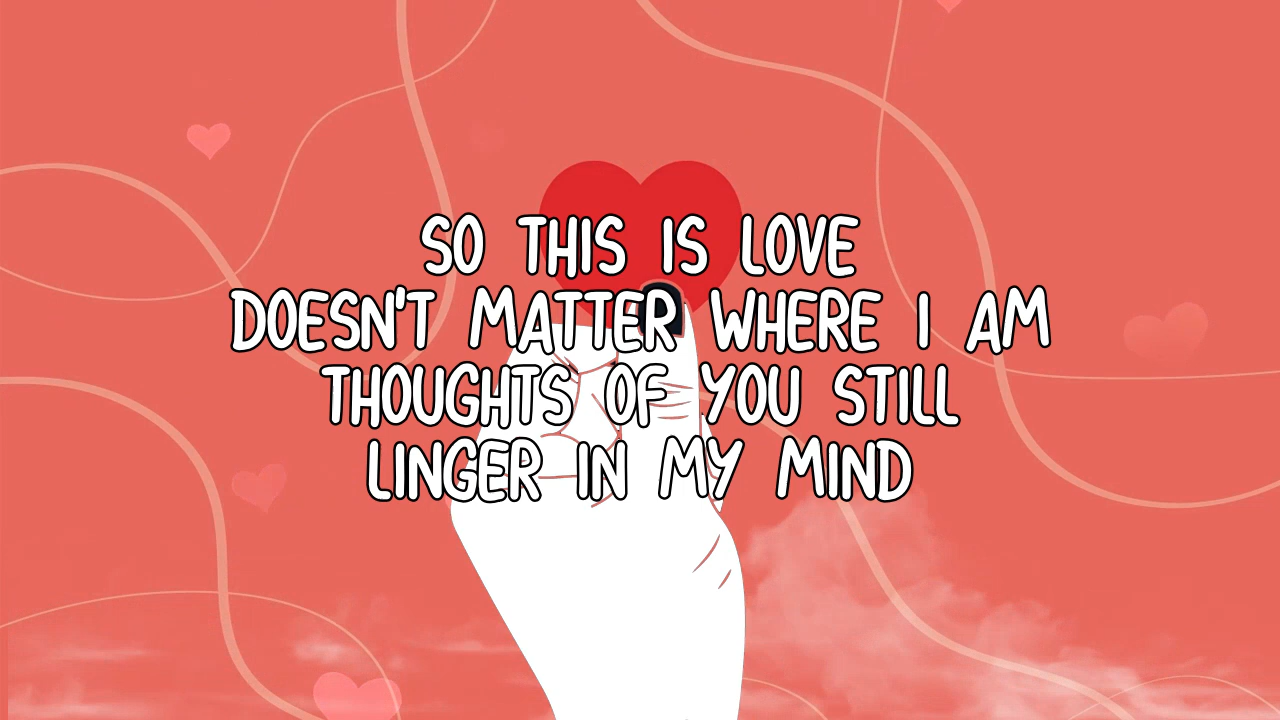 SO THIS IS LOVE
DOESN'T MATTER WHERE I AM
THOUGHTS OF YOU STILL
LINGER IN MY MIND